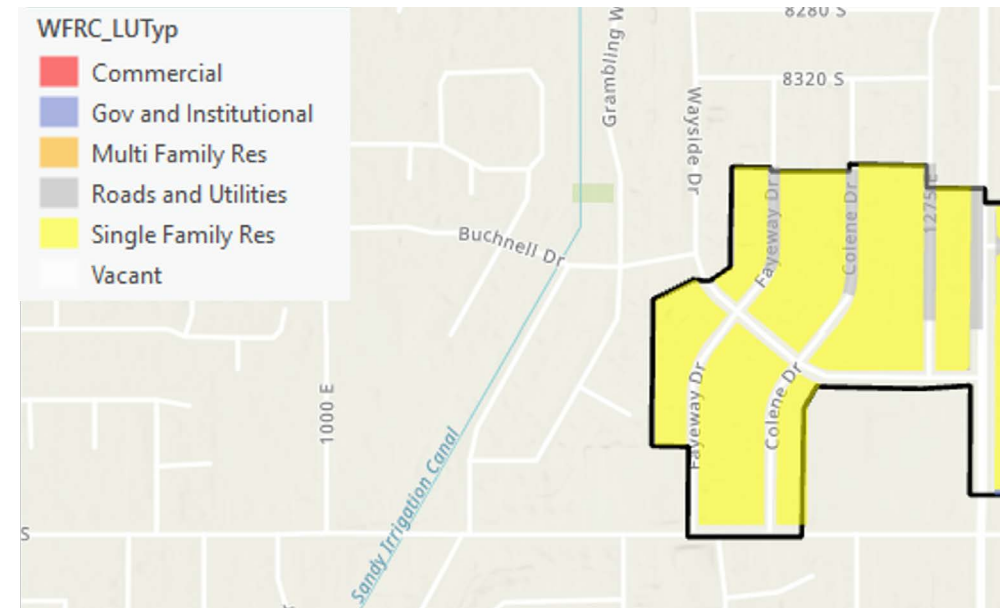 WFRC_LUTyp
Commercial
Gov and Institutional
Multi Family Res
Roads and Utilities
Single Family Res
Vacant
8280 S
Grambling W
8320 S
Wayside Dr
Fayeway Dr
Colene Dr
1275 E
Buchnell Dr
1000 E
Fayeway Dr
Colene Dr
Sandy Irrigation Canal
S